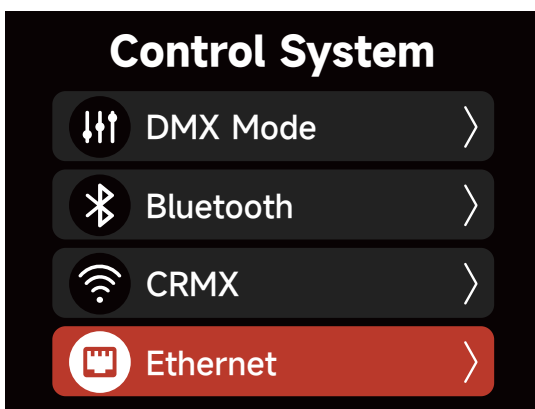 Control System
DMX Mode
Bluetooth
CRMX
Ethernet